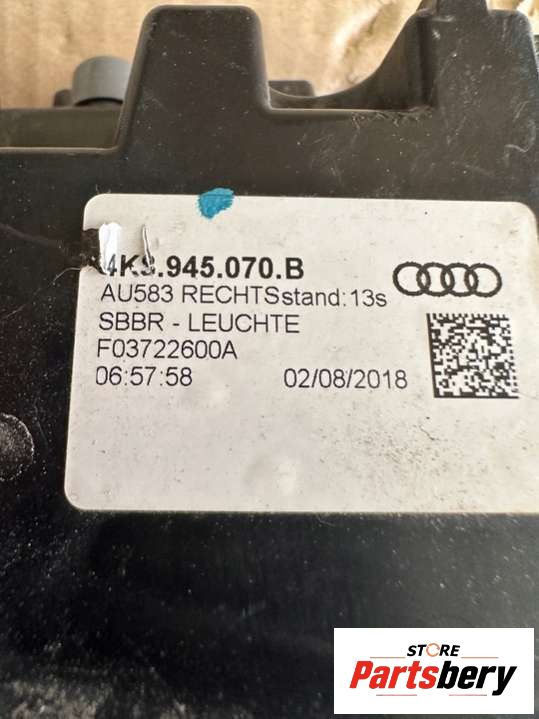 4K8.945.070.B
AU583 RECHTSstand:13s
SBBR - LEUCHTE
F03722600A
06:57:58 02/08/2018
STORE
Partsbery